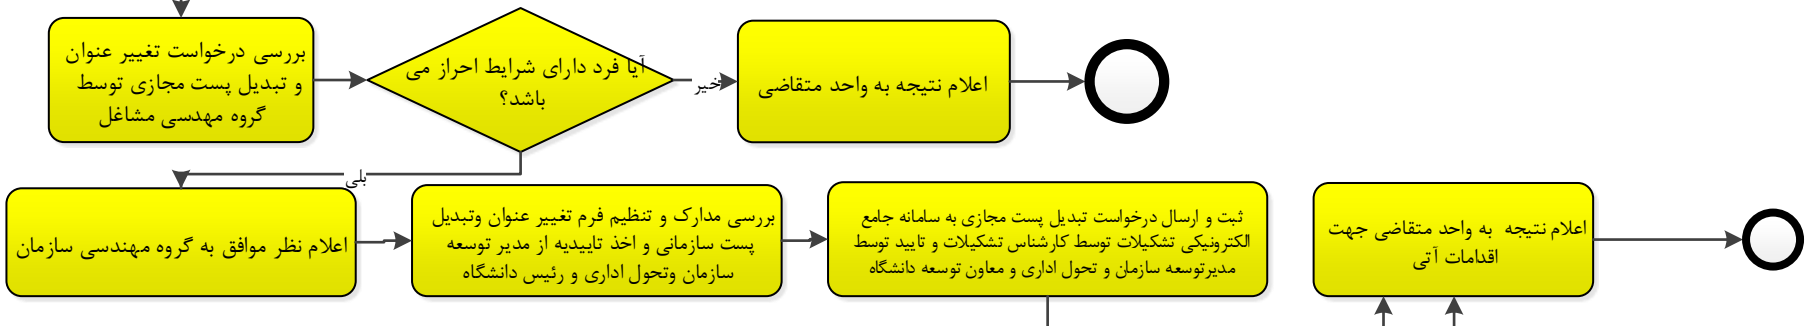 بررسی درخواست تغییر عنوان
و تبدیل پست مجازی توسط
گروه مهدسی مشاغل
آیا فرد دارای شرایط احراز می
باشد؟
خیر
اعلام نتیجه به واحد متقاضی
بلی
اعلام نظر موافق به گروه مهندسی سازمان
بررسی مدارک و تنظیم فرم تغییر عنوان وتبدیل
پست سازمانی و اخذ تاییدیه از مدیر توسعه
سازمان وتحول اداری و رئیس دانشگاه
ثبت و ارسال درخواست تبدیل پست مجازی به سامانه جامع
الکترونیکی تشکیلات توسط کارشناس تشکیلات و تایید توسط
مدیرتوسعه سازمان و تحول اداری و معاون توسعه دانشگاه
اعلام نتیجه به واحد متقاضی جهت
اقدامات آتی